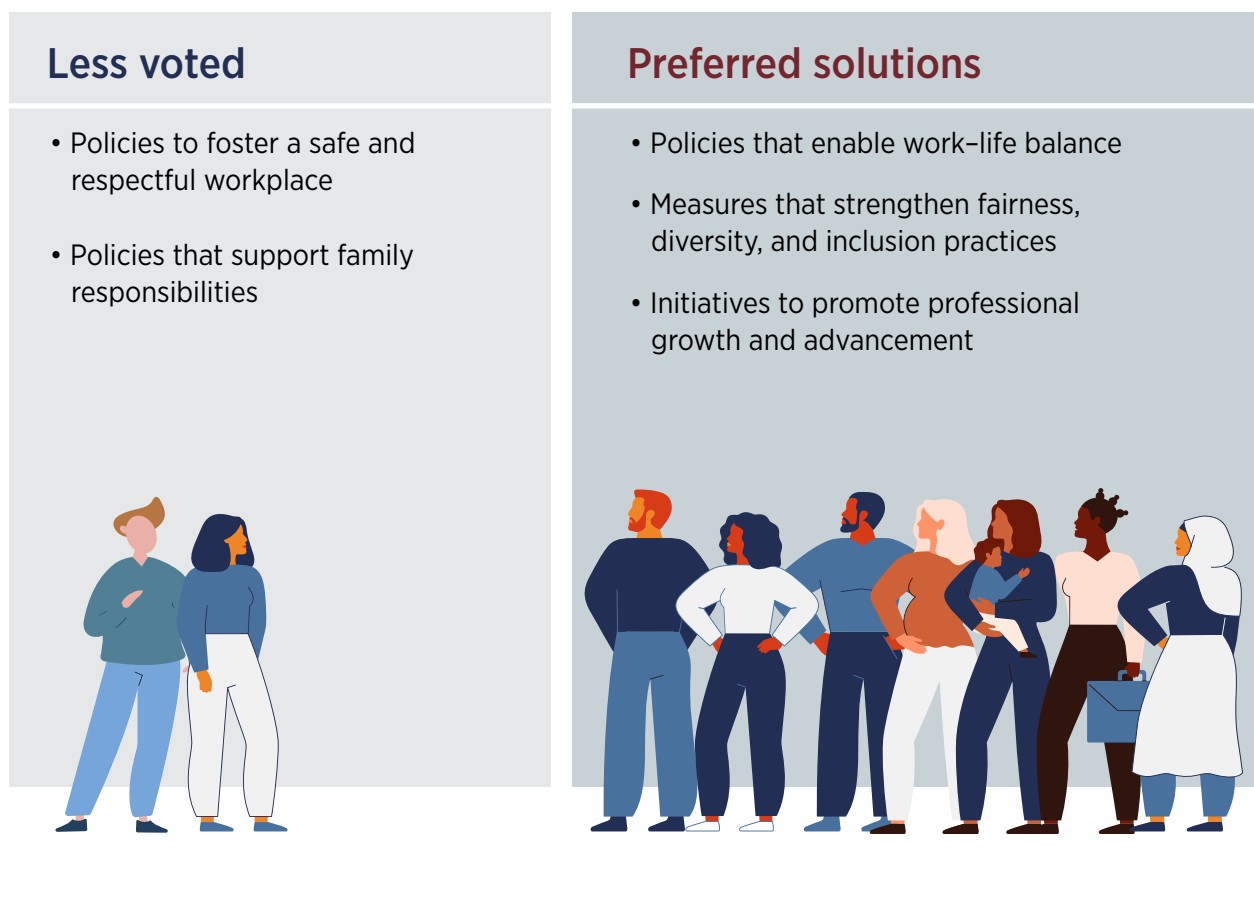 Less voted
• Policies to foster a safe and
respectful workplace
• Policies that support family
responsibilities
Preferred solutions
• Policies that enable work–life balance
• Measures that strengthen fairness,
diversity, and inclusion practices
• Initiatives to promote professional
growth and advancement